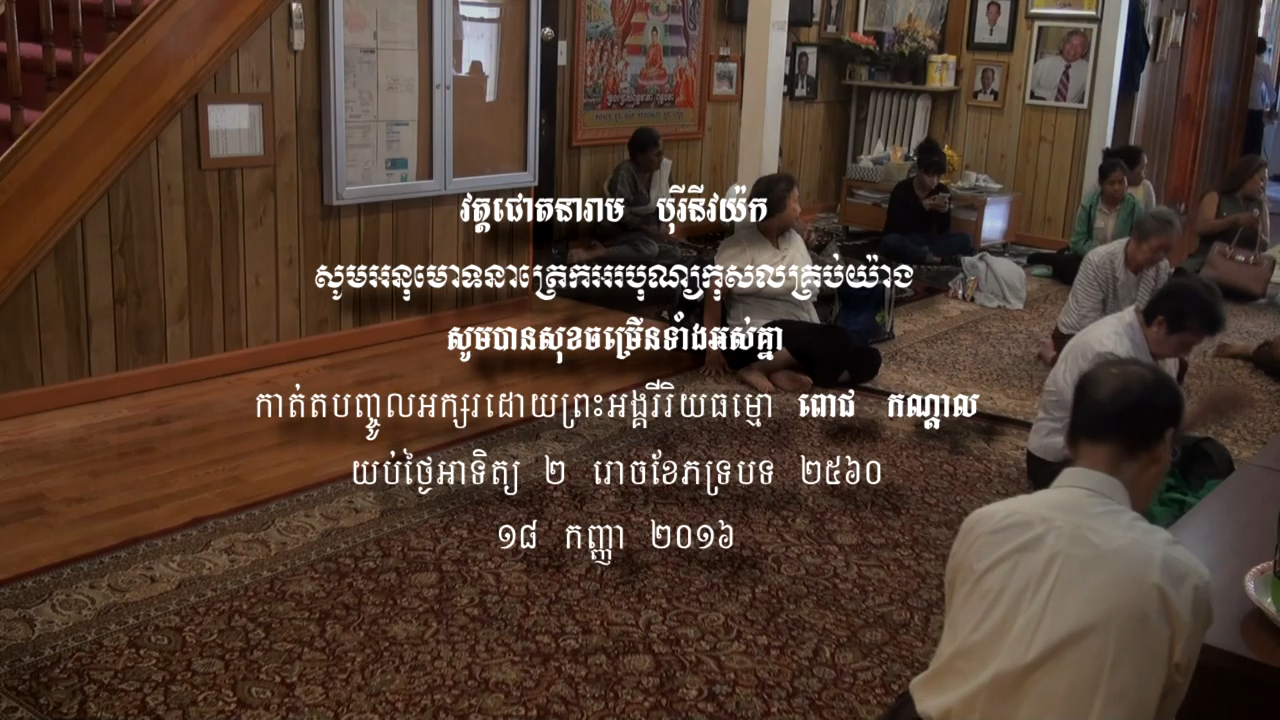 វត្តជោតនារាម បុរីនីវយ៉ក
សូមអនុមោទនាត្រេកអរបុណ្យកុសលគ្រប់យ៉ាង
សូមបានសុខចម្រើនទាំងអស់គ្នា
កាត់តបញ្ចូលអក្សរដោយព្រះអង្គវីរិយធម្មោ ពោជ កណ្តាល
យប់ថ្ងៃអាទិត្យ ២ រោចខែភទ្របទ ២៥៦០
១៨ កញ្ញា ២០១៦